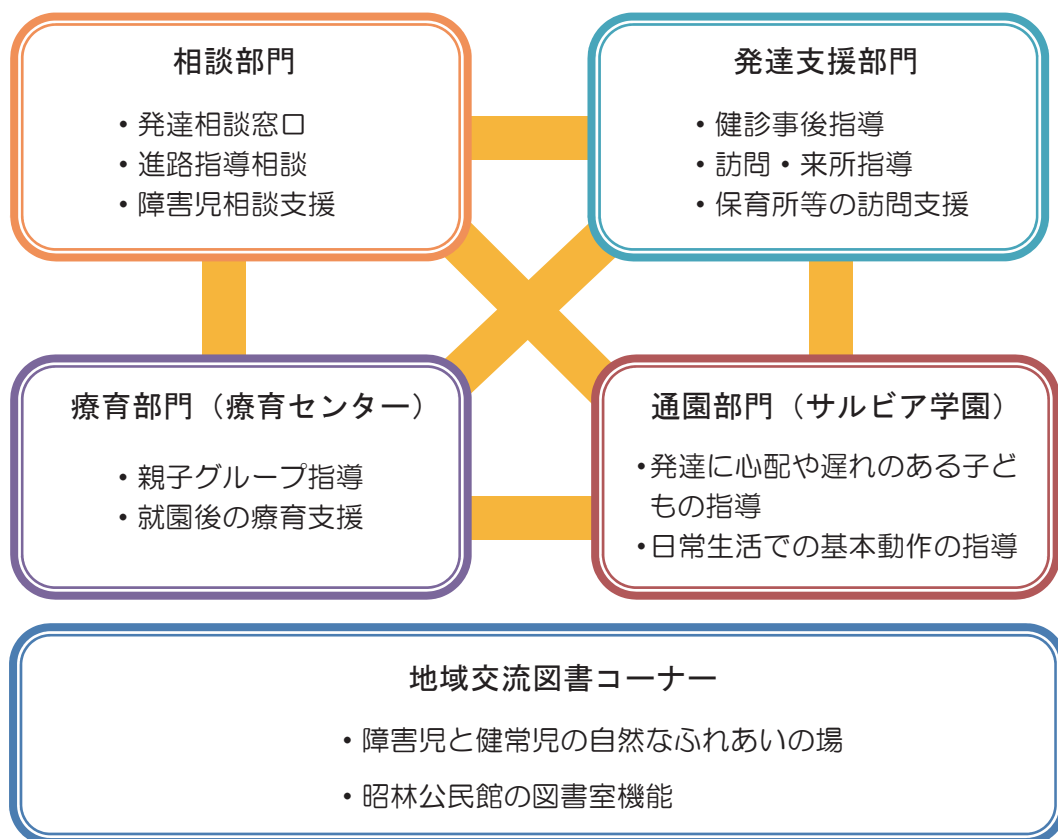 相談部門
・発達相談窓口
・進路指導相談
・障害児相談支援
発達支援部門
・健診事後指導
・訪問・来所指導
・保育所等の訪問支援
療育部門（療育センター）
・親子グループ指導
・就園後の療育支援
通園部門（サルビア学園）
・発達に心配や遅れのある子ど
もの指導
・日常生活での基本動作の指導
地域交流図書コーナー
・障害児と健常児の自然なふれあいの場
・昭林公民館の図書室機能